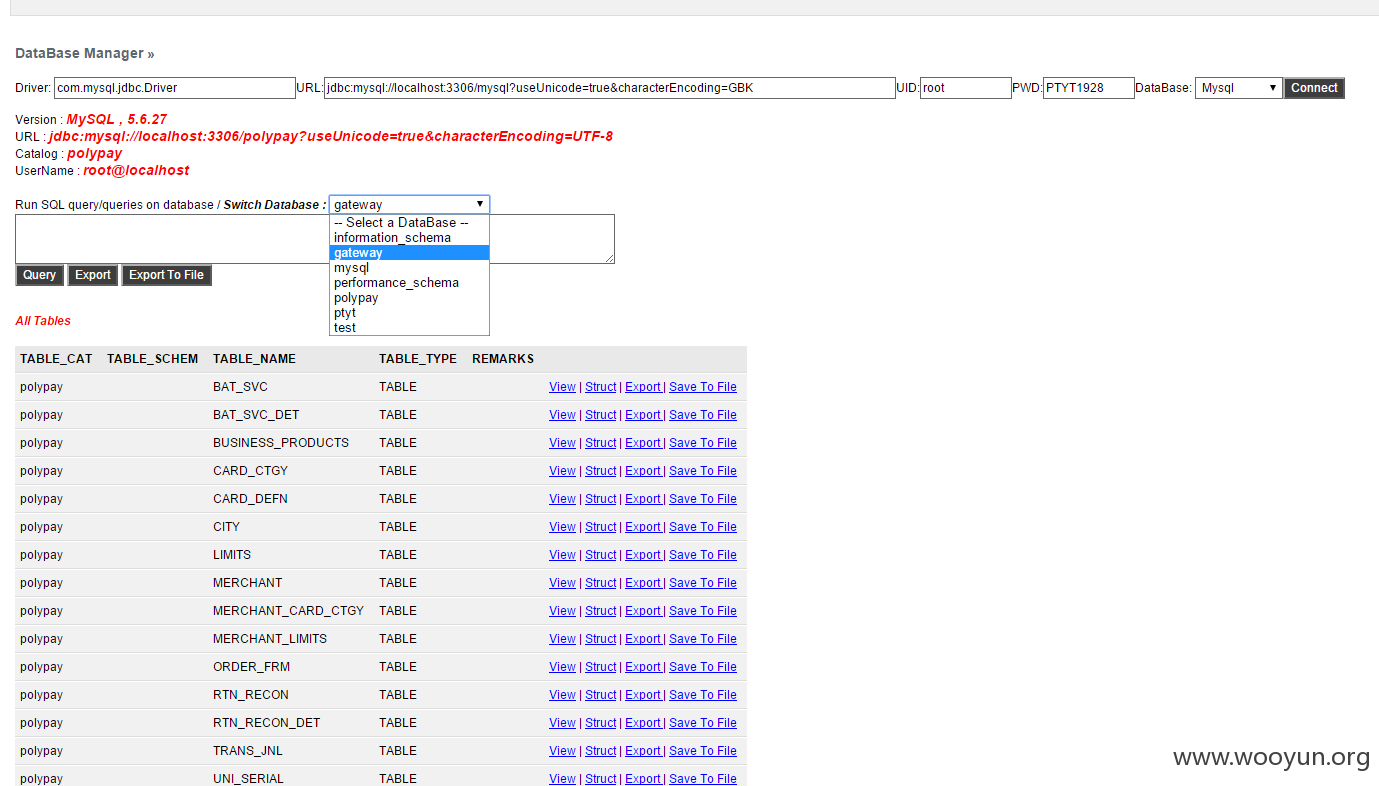 DataBase Manager »
Driver: com.mysql.jdbc.Driver URL: jdbc:mysql://localhost:3306/mysql?useUnicode=true&characterEncoding=GBK UID: root PWD: PTYT1928 DataBase: Mysql Connect
Version : MySQL , 5.6.27
URL : jdbc:mysql://localhost:3306/polypay?useUnicode=true&characterEncoding=UTF-8
Catalog : polypay
UserName : root@localhost
Run SQL query/queries on database / Switch Database : gateway
-- Select a DataBase --
information_schema
gateway
mysql
performance_schema
polypay
ptyt
test
Query Export Export To File
All Tables
TABLE_CAT TABLE_SCHEM TABLE_NAME TABLE_TYPE REMARKS
polypay BAT_SVC TABLE View | Struct | Export | Save To File
polypay BAT_SVC_DET TABLE View | Struct | Export | Save To File
polypay BUSINESS_PRODUCTS TABLE View | Struct | Export | Save To File
polypay CARD_CTGY TABLE View | Struct | Export | Save To File
polypay CARD_DEFN TABLE View | Struct | Export | Save To File
polypay CITY TABLE View | Struct | Export | Save To File
polypay LIMITS TABLE View | Struct | Export | Save To File
polypay MERCHANT TABLE View | Struct | Export | Save To File
polypay MERCHANT_CARD_CTGY TABLE View | Struct | Export | Save To File
polypay MERCHANT_LIMITS TABLE View | Struct | Export | Save To File
polypay ORDER_FRM TABLE View | Struct | Export | Save To File
polypay RTN_RECON TABLE View | Struct | Export | Save To File
polypay RTN_RECON_DET TABLE View | Struct | Export | Save To File
polypay TRANS_JNL TABLE View | Struct | Export | Save To File
polypay UNI_SERIAL TABLE View | Struct | Export | Save To File
www.wooyun.org